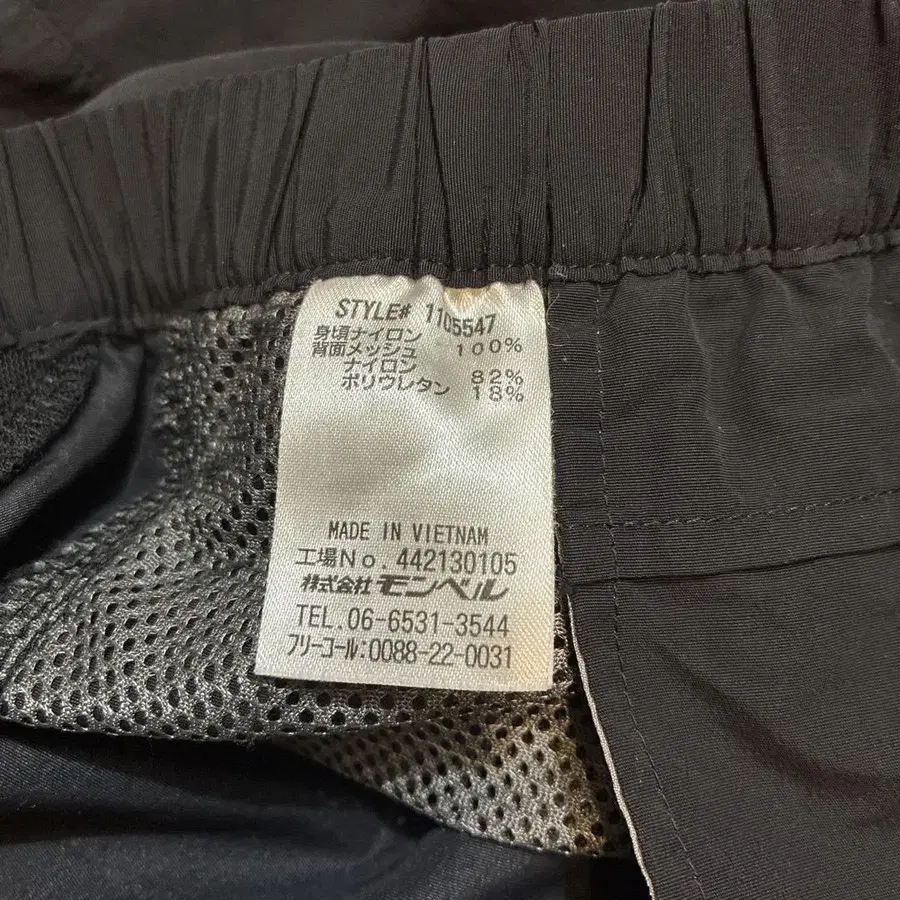 STYLE# 1105547
身頃ナイロン 100%
背面メッシュ
ナイロン 82%
ポリウレタン 18%
MADE IN VIETNAM
工場No. 442130105
株式会社モンベル
TEL.06-6531-3544
フリーコール:0088-22-0031